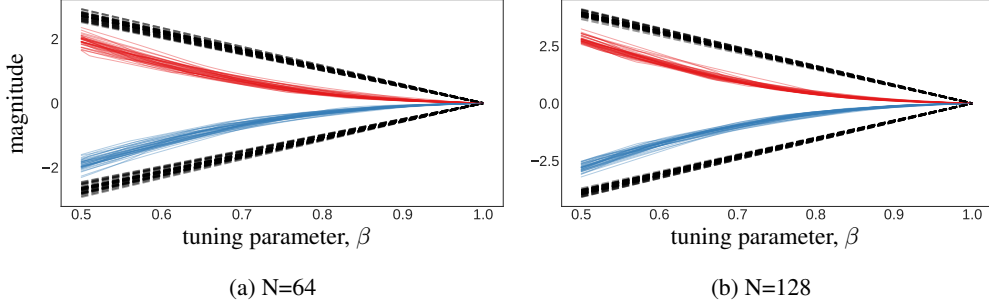 magnitude
2
0
−2
0.5 0.6 0.7 0.8 0.9 1.0
tuning parameter, β
(a) N=64
2.5
0.0
−2.5
0.5 0.6 0.7 0.8 0.9 1.0
tuning parameter, β
(b) N=128